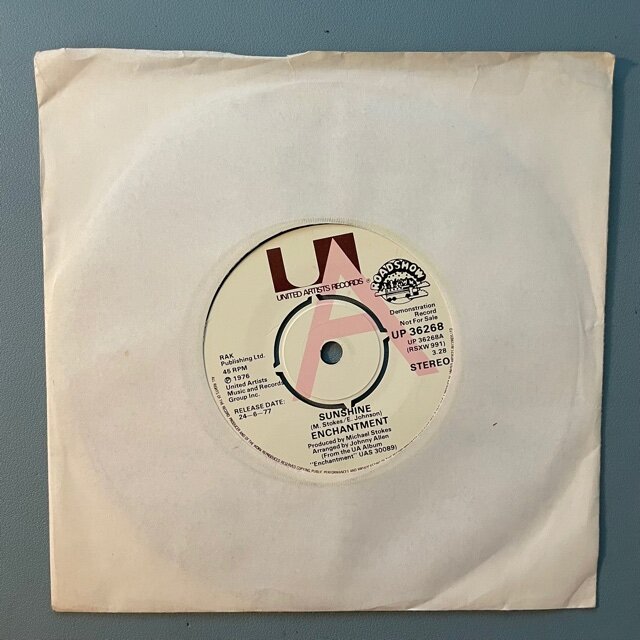 UA
UNITED ARTISTS RECORDS ®
ROADSHOW
A
Demonstration
Record
Not For Sale
UP 36268
UP 36268A
(RSXW 991)
3.28
STEREO
RAK
Publishing Ltd.
45 RPM
℗ 1976
United Artists
Music and Records
Group Inc.
RELEASE DATE:
24-6-77
SUNSHINE
(M. Stokes/E. Johnson)
ENCHANTMENT
Produced by Michael Stokes
Arranged by Johnny Allen
(From the UA Album
"Enchantment" UAS 30089)